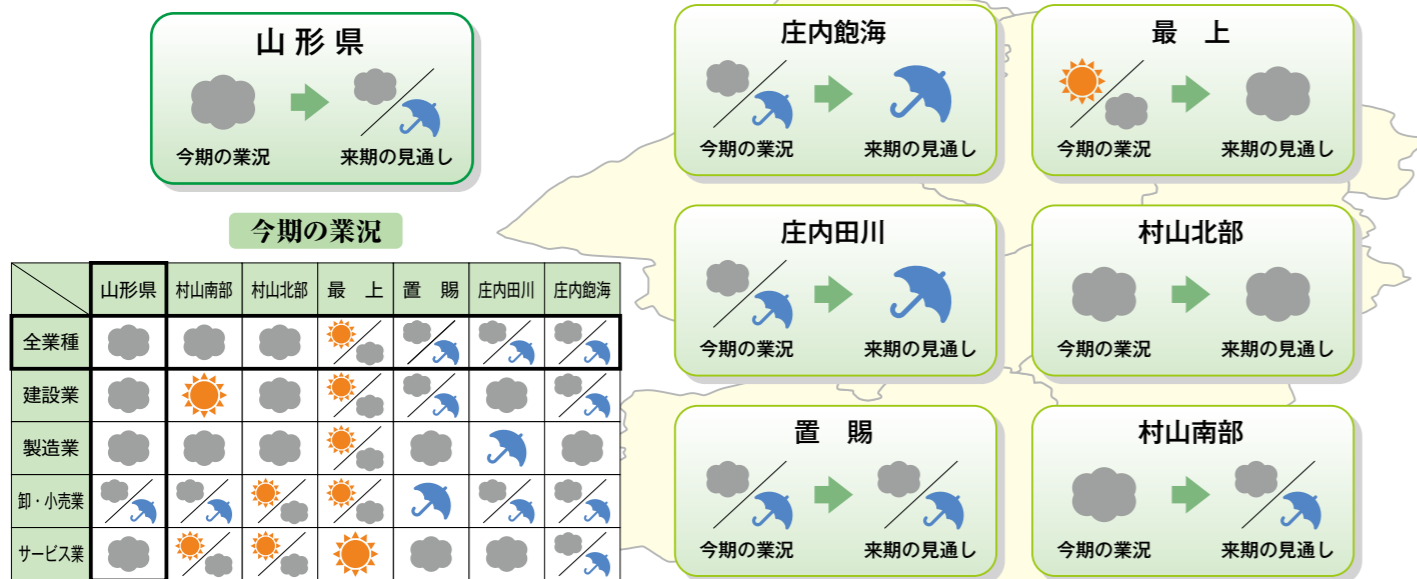 山形県
今期の業況 来期の見通し
今期の業況
山形県 村山南部 村山北部 最 上 置 賜 庄内田川 庄内飽海
全業種
建設業
製造業
卸・小売業
サービス業
庄内飽海
今期の業況 来期の見通し
最 上
今期の業況 来期の見通し
庄内田川
今期の業況 来期の見通し
村山北部
今期の業況 来期の見通し
置 賜
今期の業況 来期の見通し
村山南部
今期の業況 来期の見通し